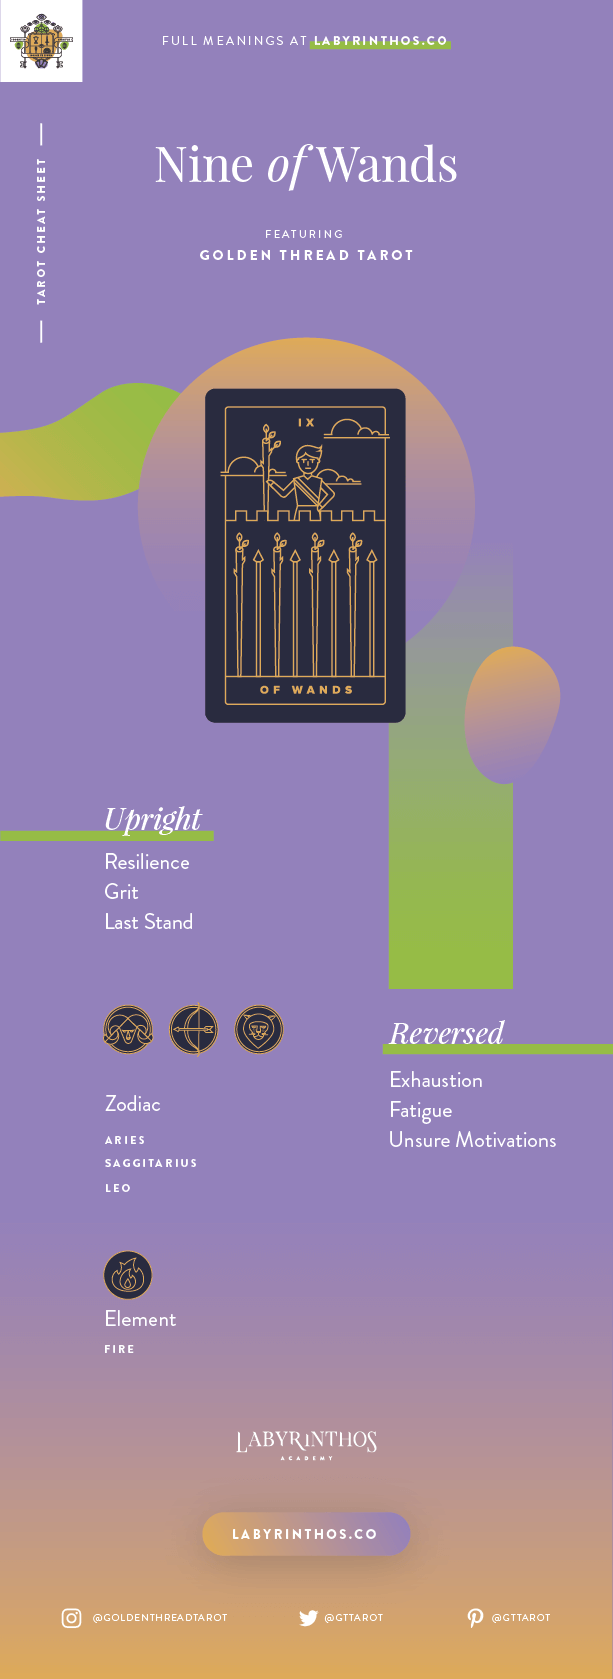 FULL MEANINGS AT LABYRINTHOS.CO
TAROT CHEAT SHEET
Nine of Wands
FEATURING
GOLDEN THREAD TAROT
IX
OF WANDS
Upright
Resilience
Grit
Last Stand
Zodiac
ARIES
SAGGITARIUS
LEO
Reversed
Exhaustion
Fatigue
Unsure Motivations
Element
FIRE
LABYRINTHOS
ACADEMY
LABYRINTHOS.CO
@GOLDENTHREADTAROT
@GTTAROT
@GTTAROT